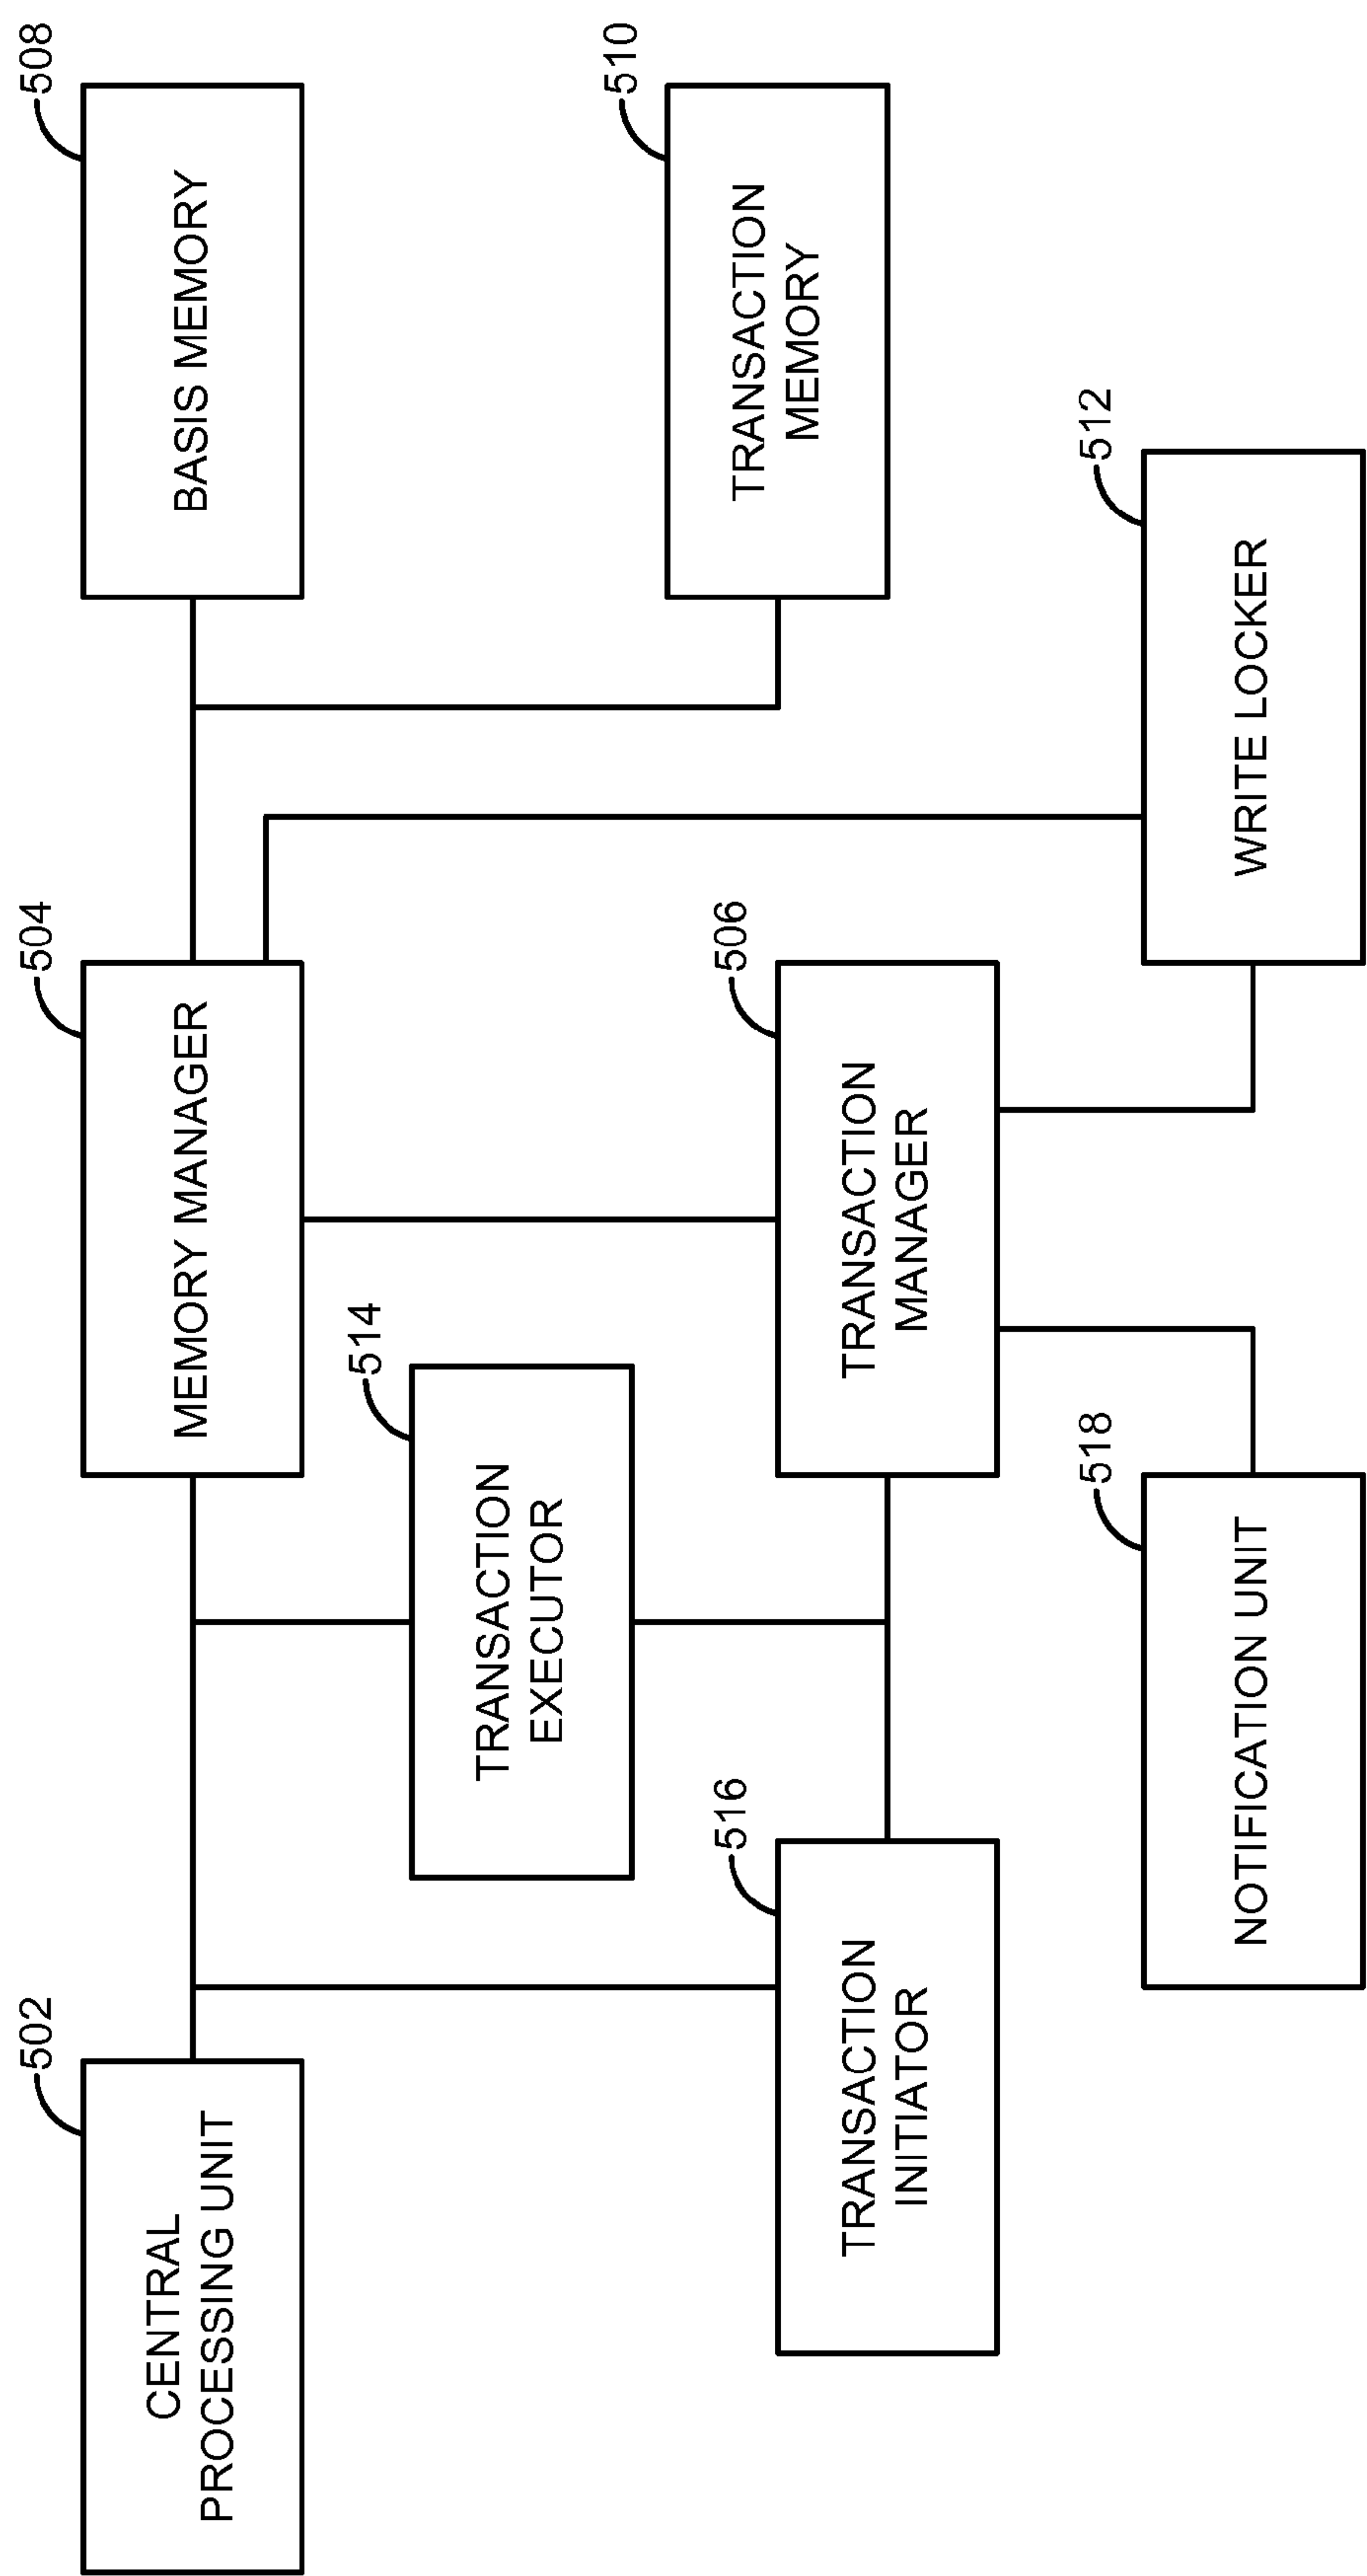 502
CENTRAL
PROCESSING UNIT
504
MEMORY MANAGER
508
BASIS MEMORY
514
TRANSACTION
EXECUTOR
516
TRANSACTION
INITIATOR
506
TRANSACTION
MANAGER
510
TRANSACTION
MEMORY
518
NOTIFICATION UNIT
512
WRITE LOCKER